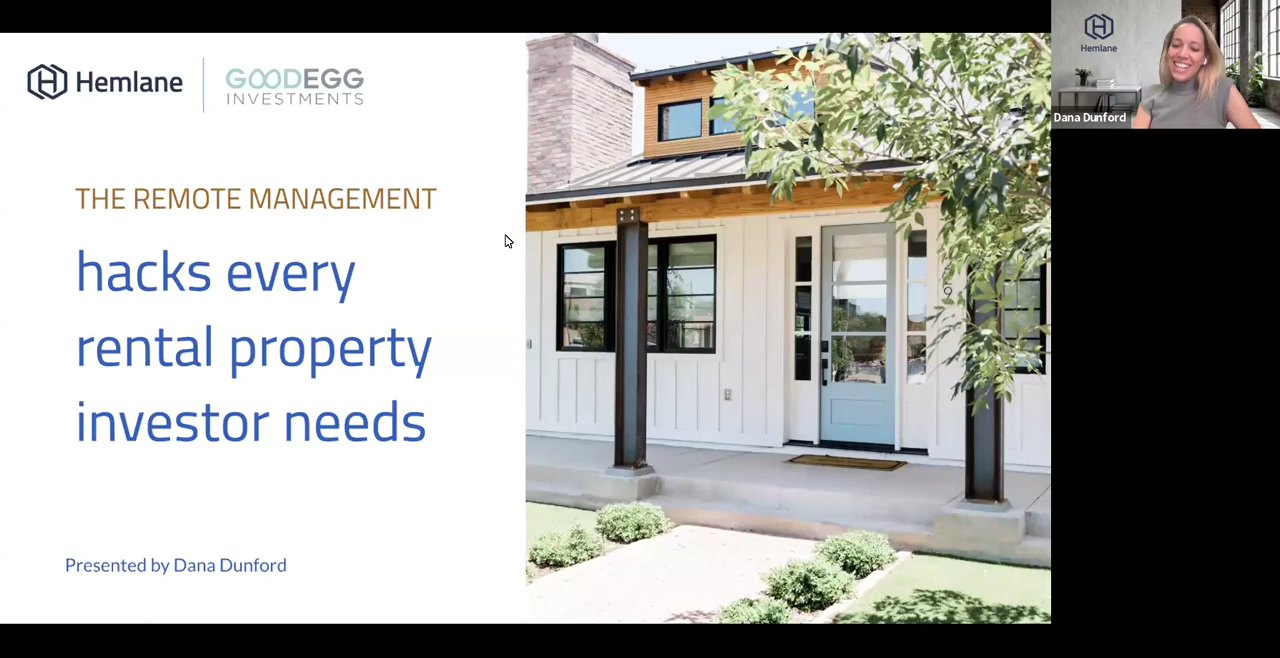 Hemlane
GOODEGG
INVESTMENTS
THE REMOTE MANAGEMENT
hacks every
rental property
investor needs
Presented by Dana Dunford
Hemlane
Dana Dunford